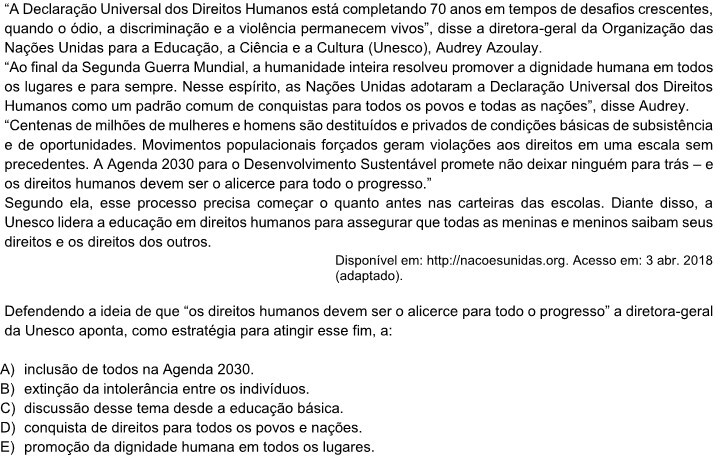 “A Declaração Universal dos Direitos Humanos está completando 70 anos em tempos de desafios crescentes,
quando o ódio, a discriminação e a violência permanecem vivos”, disse a diretora-geral da Organização das
Nações Unidas para a Educação, a Ciência e a Cultura (Unesco), Audrey Azoulay.
“Ao final da Segunda Guerra Mundial, a humanidade inteira resolveu promover a dignidade humana em todos
os lugares e para sempre. Nesse espírito, as Nações Unidas adotaram a Declaração Universal dos Direitos
Humanos como um padrão comum de conquistas para todos os povos e todas as nações”, disse Audrey.
“Centenas de milhões de mulheres e homens são destituídos e privados de condições básicas de subsistência
e de oportunidades. Movimentos populacionais forçados geram violações aos direitos em uma escala sem
precedentes. A Agenda 2030 para o Desenvolvimento Sustentável promete não deixar ninguém para trás – e
os direitos humanos devem ser o alicerce para todo o progresso.”
Segundo ela, esse processo precisa começar o quanto antes nas carteiras das escolas. Diante disso, a
Unesco lidera a educação em direitos humanos para assegurar que todas as meninas e meninos saibam seus
direitos e os direitos dos outros.
Disponível em: http://nacoesunidas.org. Acesso em: 3 abr. 2018
(adaptado).
Defendendo a ideia de que “os direitos humanos devem ser o alicerce para todo o progresso” a diretora-geral
da Unesco aponta, como estratégia para atingir esse fim, a:
A) inclusão de todos na Agenda 2030.
B) extinção da intolerância entre os indivíduos.
C) discussão desse tema desde a educação básica.
D) conquista de direitos para todos os povos e nações.
E) promoção da dignidade humana em todos os lugares.